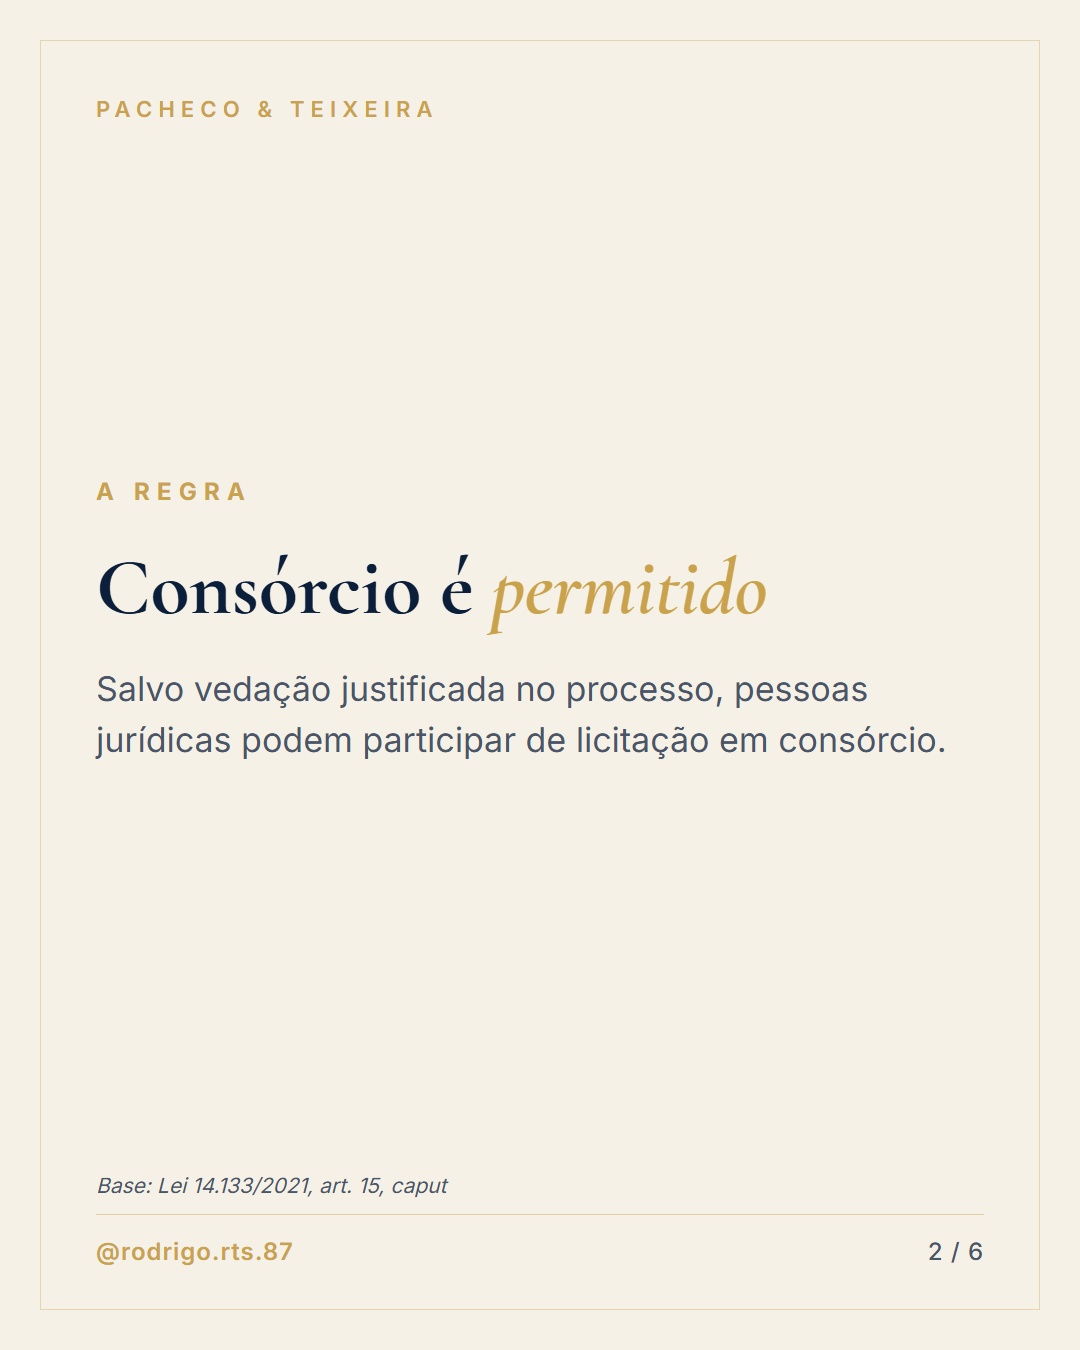 PACHECO & TEIXEIRA
A REGRA
Consórcio é permitido
Salvo vedação justificada no processo, pessoas
jurídicas podem participar de licitação em consórcio.
Base: Lei 14.133/2021, art. 15, caput
@rodrigo.rts.87
2 / 6